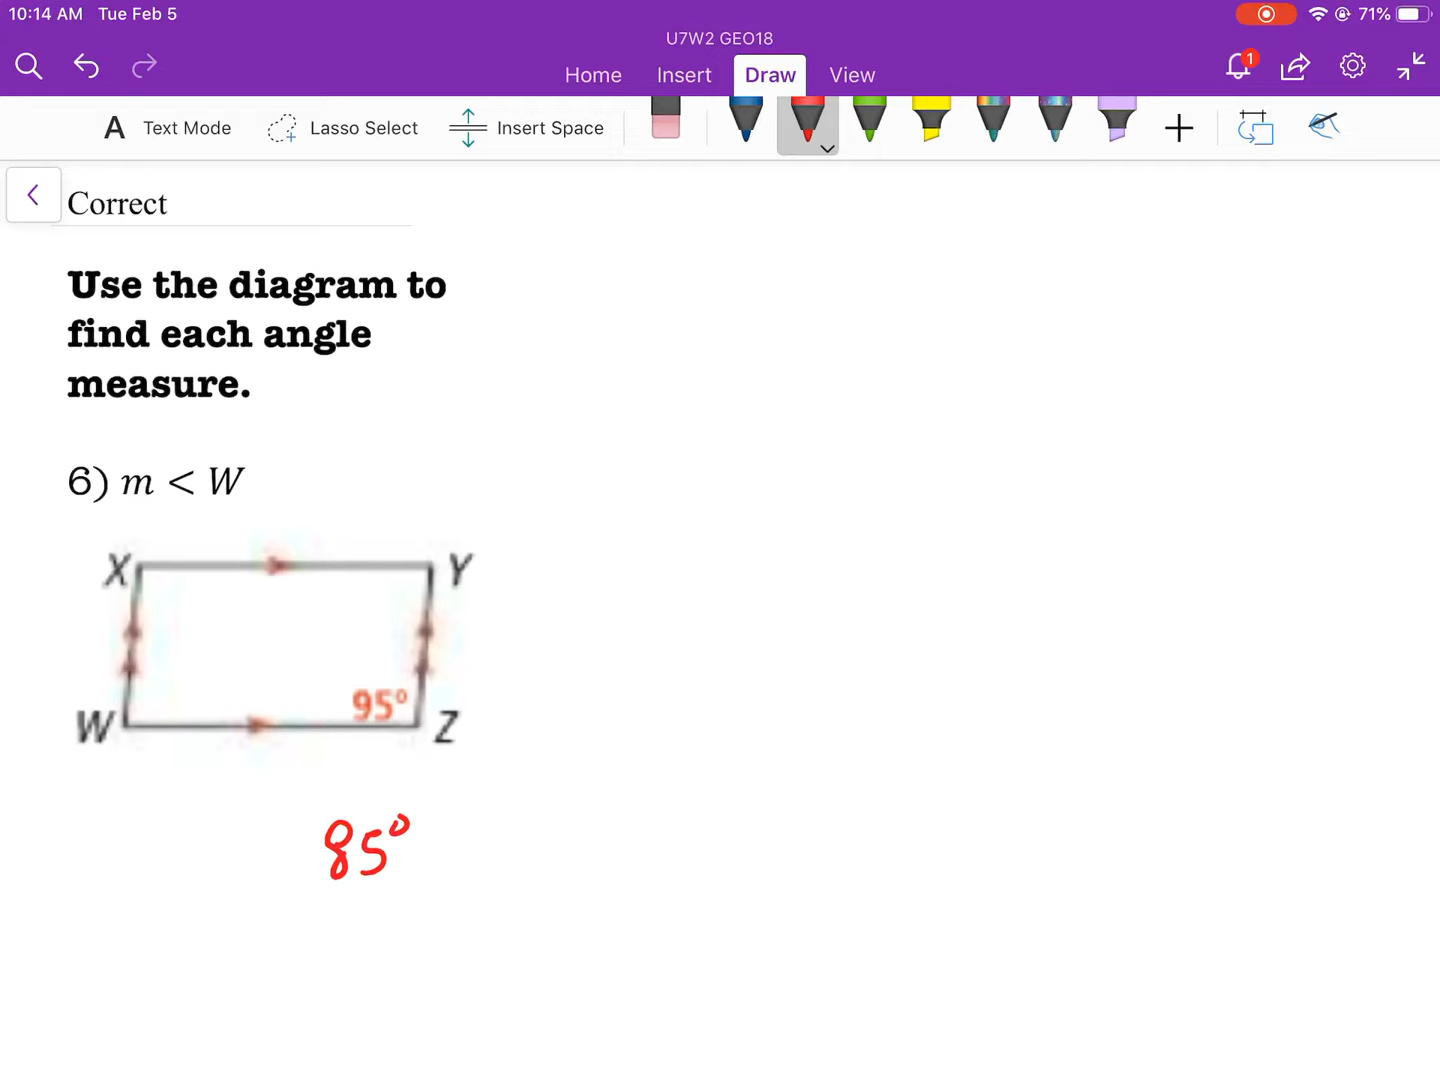 10:14 AM Tue Feb 5
71%
U7W2 GEO18
Home Insert Draw View
1
A Text Mode Lasso Select Insert Space
Correct
Use the diagram to
find each angle
measure.
6) m < W
X Y
95°
W Z
85°